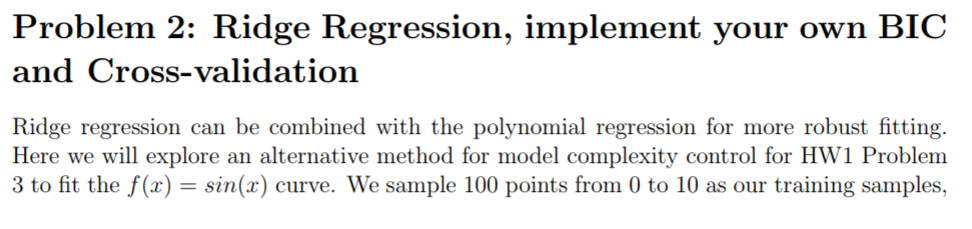 Problem 2: Ridge Regression, implement your own BIC
and Cross-validation
Ridge regression can be combined with the polynomial regression for more robust fitting.
Here we will explore an alternative method for model complexity control for HW1 Problem
3 to fit the f(x) = sin(x) curve. We sample 100 points from 0 to 10 as our training samples,